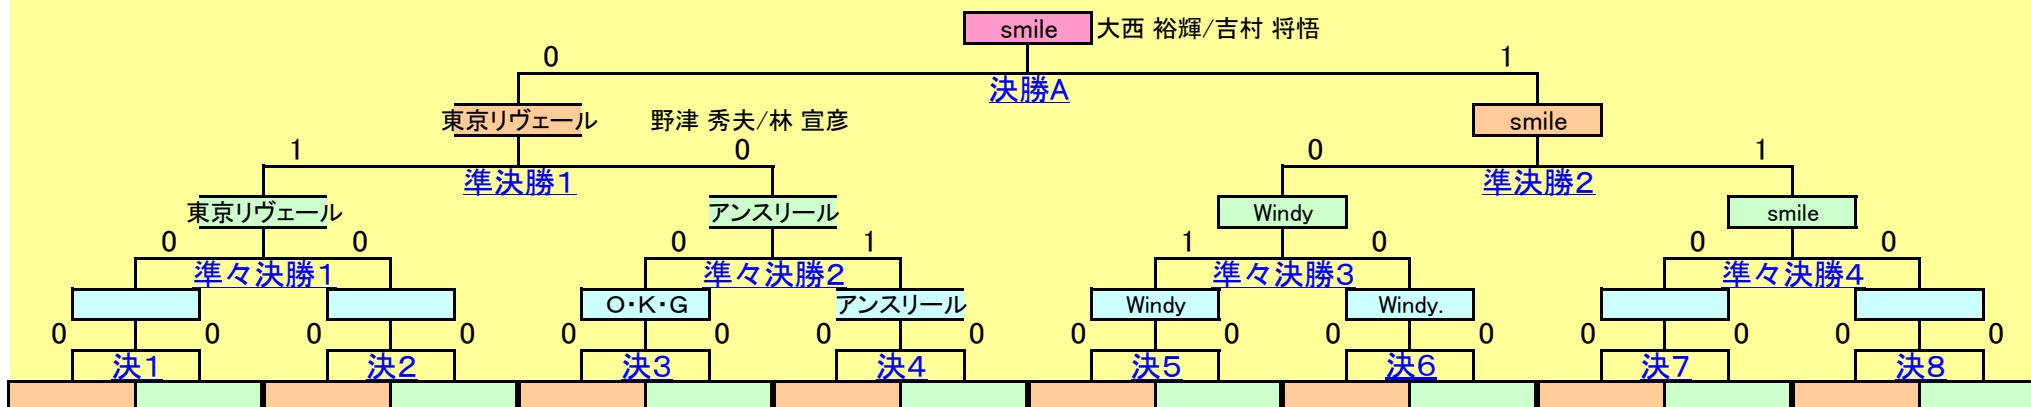 smile 大西 裕輝/吉村 将悟
0 1
決勝A
東京リヴェール 野津 秀夫/林 宣彦 smile
1 0 0 1
準決勝1 準決勝2
東京リヴェール アンスリール Windy smile
0 0 0 1 1 0 0 0
準々決勝1 準々決勝2 準々決勝3 準々決勝4
O・K・G アンスリール Windy Windy.
0 0 0 0 0 0 0 0 0 0 0 0 0 0 0 0
決1 決2 決3 決4 決5 決6 決7 決8